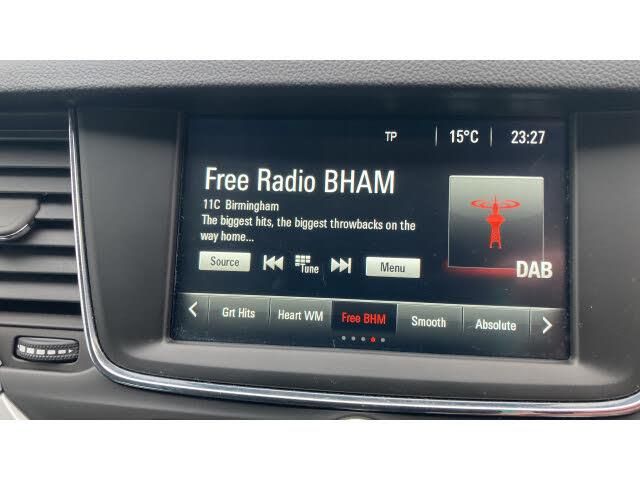 TP 15°C 23:27
Free Radio BHAM
11C Birmingham
The biggest hits, the biggest throwbacks on the
way home...
Source Tune Menu
DAB
Grt Hits Heart WM Free BHM Smooth Absolute